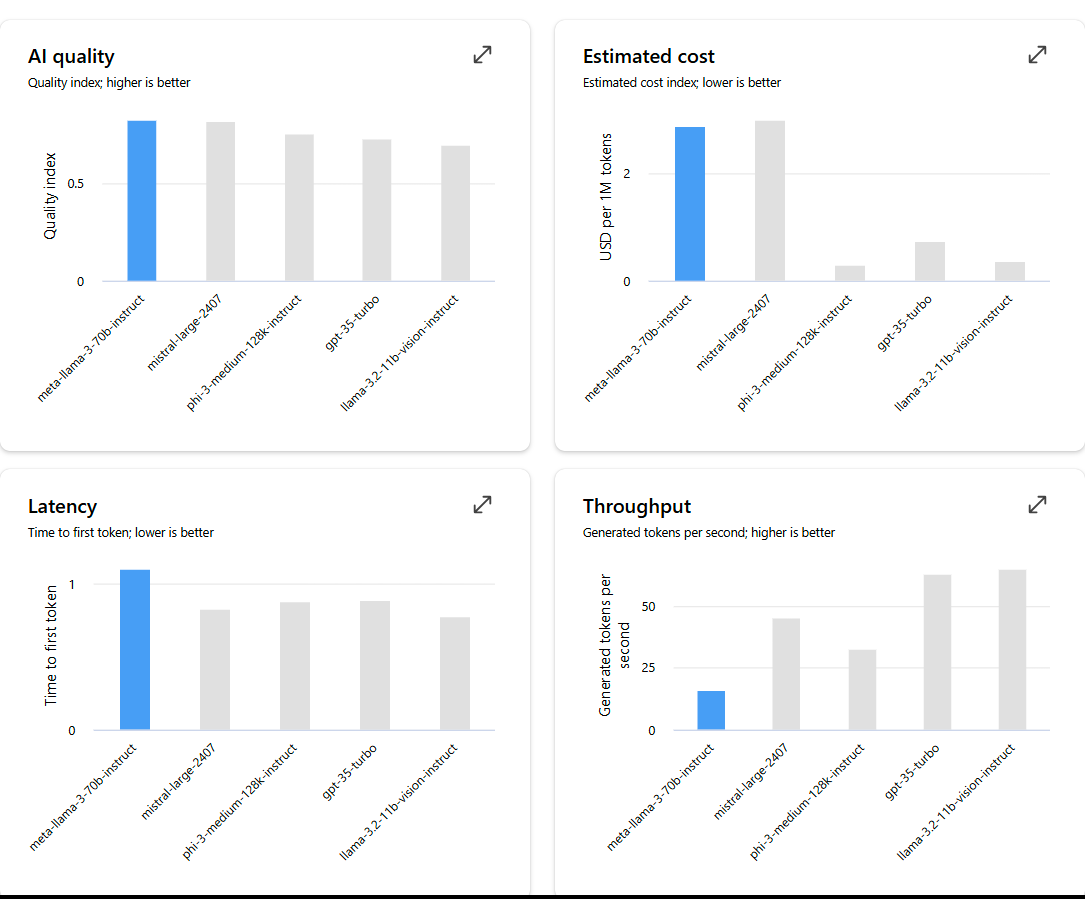 AI quality
Quality index; higher is better
Quality index
0.5
0
meta-llama-3-70b-instruct
mistral-large-2407
phi-3-medium-128k-instruct
gpt-35-turbo
llama-3.2-11b-vision-instruct
Estimated cost
Estimated cost index; lower is better
USD per 1M tokens
2
0
meta-llama-3-70b-instruct
mistral-large-2407
phi-3-medium-128k-instruct
gpt-35-turbo
llama-3.2-11b-vision-instruct
Latency
Time to first token; lower is better
Time to first token
1
0
meta-llama-3-70b-instruct
mistral-large-2407
phi-3-medium-128k-instruct
gpt-35-turbo
llama-3.2-11b-vision-instruct
Throughput
Generated tokens per second; higher is better
Generated tokens per
second
50
25
0
meta-llama-3-70b-instruct
mistral-large-2407
phi-3-medium-128k-instruct
gpt-35-turbo
llama-3.2-11b-vision-instruct